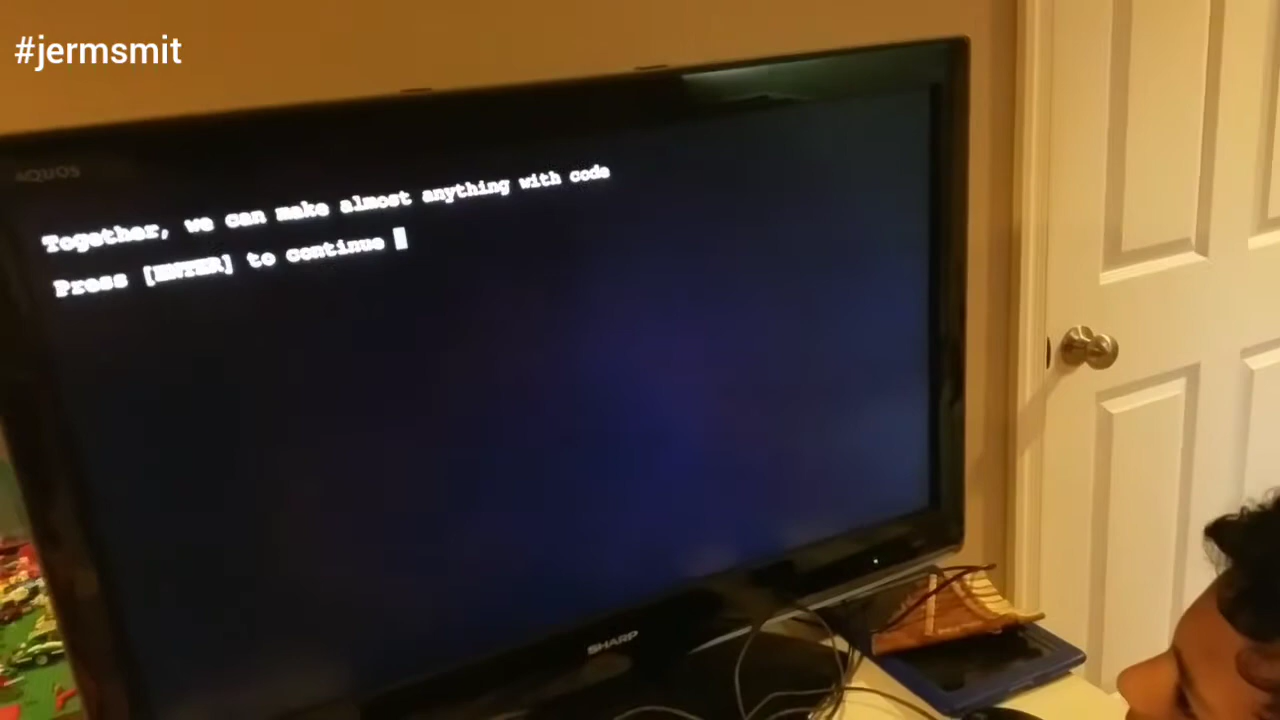 #jermsmit
AQUOS
Together, we can make almost anything with code
Press [ENTER] to continue
SHARP